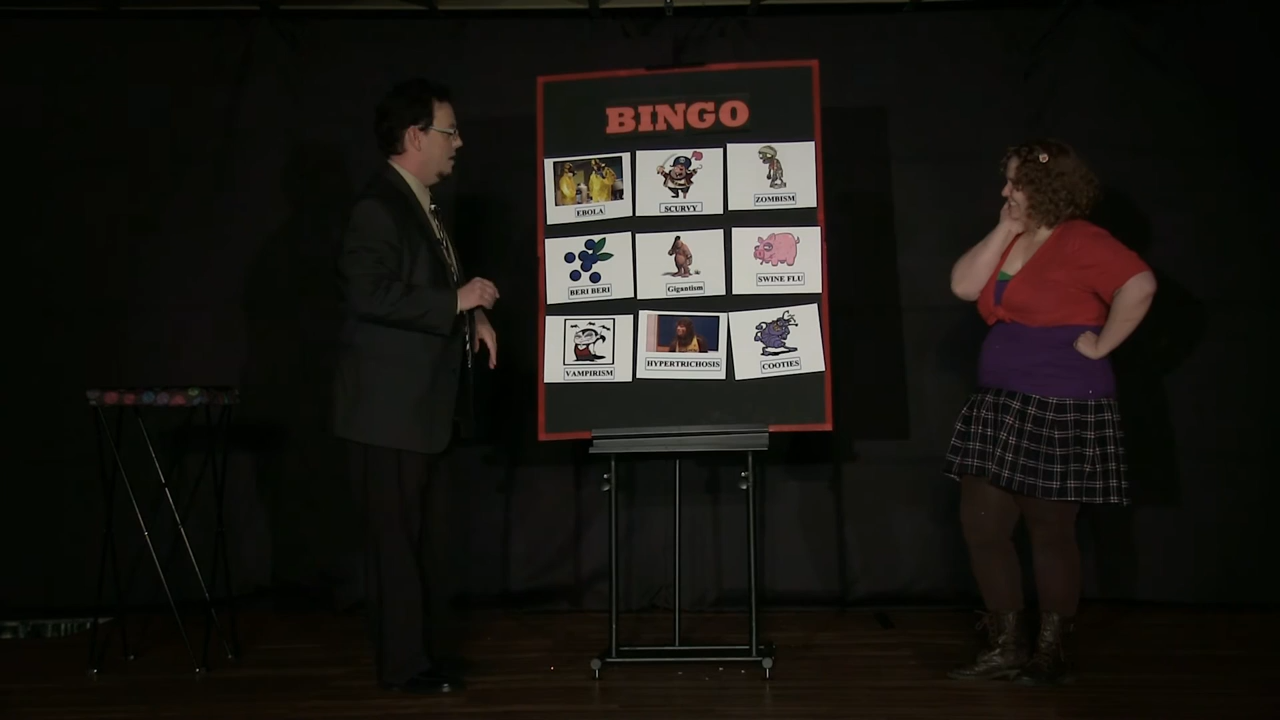 BINGO
EBOLA
SCURVY
ZOMBISM
BERI BERI
Gigantism
SWINE FLU
VAMPIRISM
HYPERTRICHOSIS
COOTIES